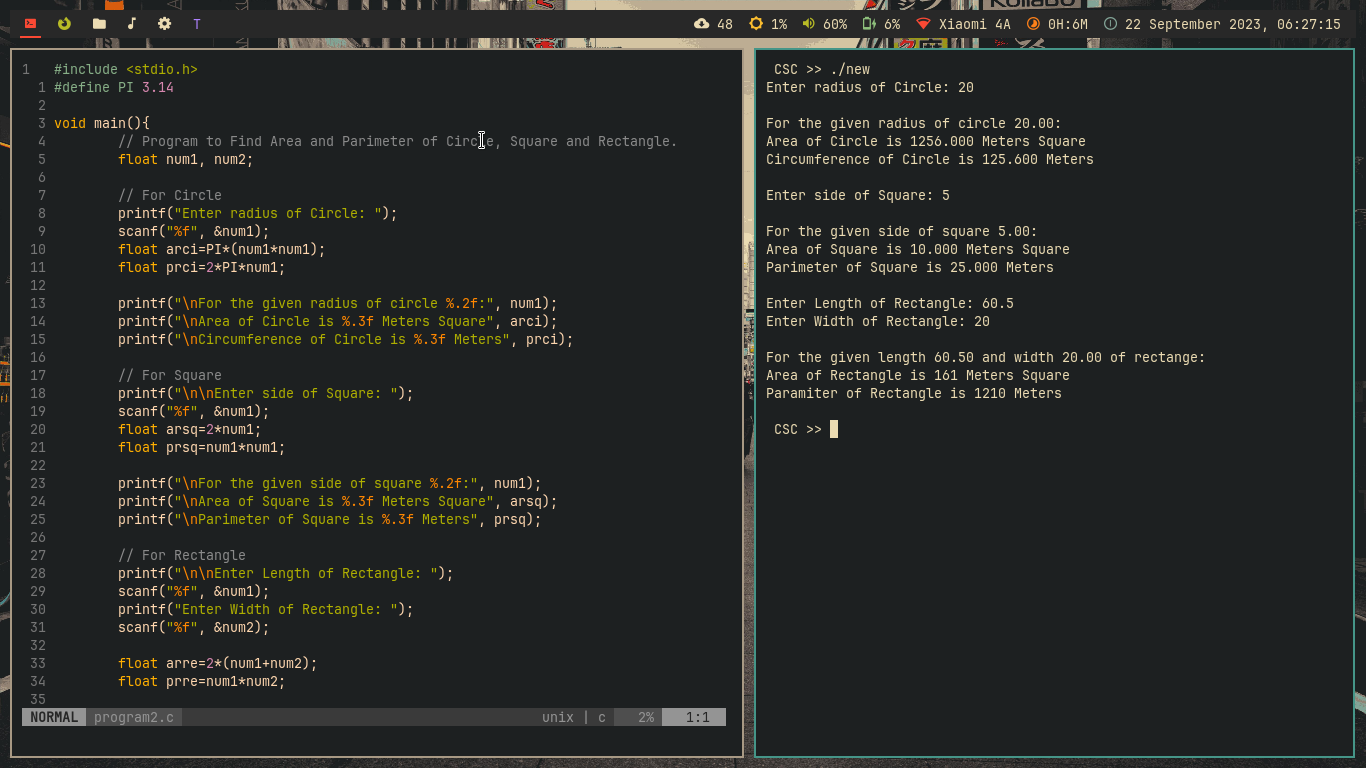 T 48 1% 60% 6% Xiaomi 4A 0H:6M 22 September 2023, 06:27:15
1 #include <stdio.h>
1 #define PI 3.14
2
3 void main(){
4 // Program to Find Area and Parimeter of Circle, Square and Rectangle.
5 float num1, num2;
6
7 // For Circle
8 printf("Enter radius of Circle: ");
9 scanf("%f", &num1);
10 float arci=PI*(num1*num1);
11 float prci=2*PI*num1;
12
13 printf("\nFor the given radius of circle %.2f:", num1);
14 printf("\nArea of Circle is %.3f Meters Square", arci);
15 printf("\nCircumference of Circle is %.3f Meters", prci);
16
17 // For Square
18 printf("\n\nEnter side of Square: ");
19 scanf("%f", &num1);
20 float arsq=2*num1;
21 float prsq=num1*num1;
22
23 printf("\nFor the given side of square %.2f:", num1);
24 printf("\nArea of Square is %.3f Meters Square", arsq);
25 printf("\nParimeter of Square is %.3f Meters", prsq);
26
27 // For Rectangle
28 printf("\n\nEnter Length of Rectangle: ");
29 scanf("%f", &num1);
30 printf("Enter Width of Rectangle: ");
31 scanf("%f", &num2);
32
33 float arre=2*(num1+num2);
34 float prre=num1*num2;
35
NORMAL program2.c unix | c 2% 1:1
CSC >> ./new
Enter radius of Circle: 20
For the given radius of circle 20.00:
Area of Circle is 1256.000 Meters Square
Circumference of Circle is 125.600 Meters
Enter side of Square: 5
For the given side of square 5.00:
Area of Square is 10.000 Meters Square
Parimeter of Square is 25.000 Meters
Enter Length of Rectangle: 60.5
Enter Width of Rectangle: 20
For the given length 60.50 and width 20.00 of rectange:
Area of Rectangle is 161 Meters Square
Paramiter of Rectangle is 1210 Meters
CSC >>